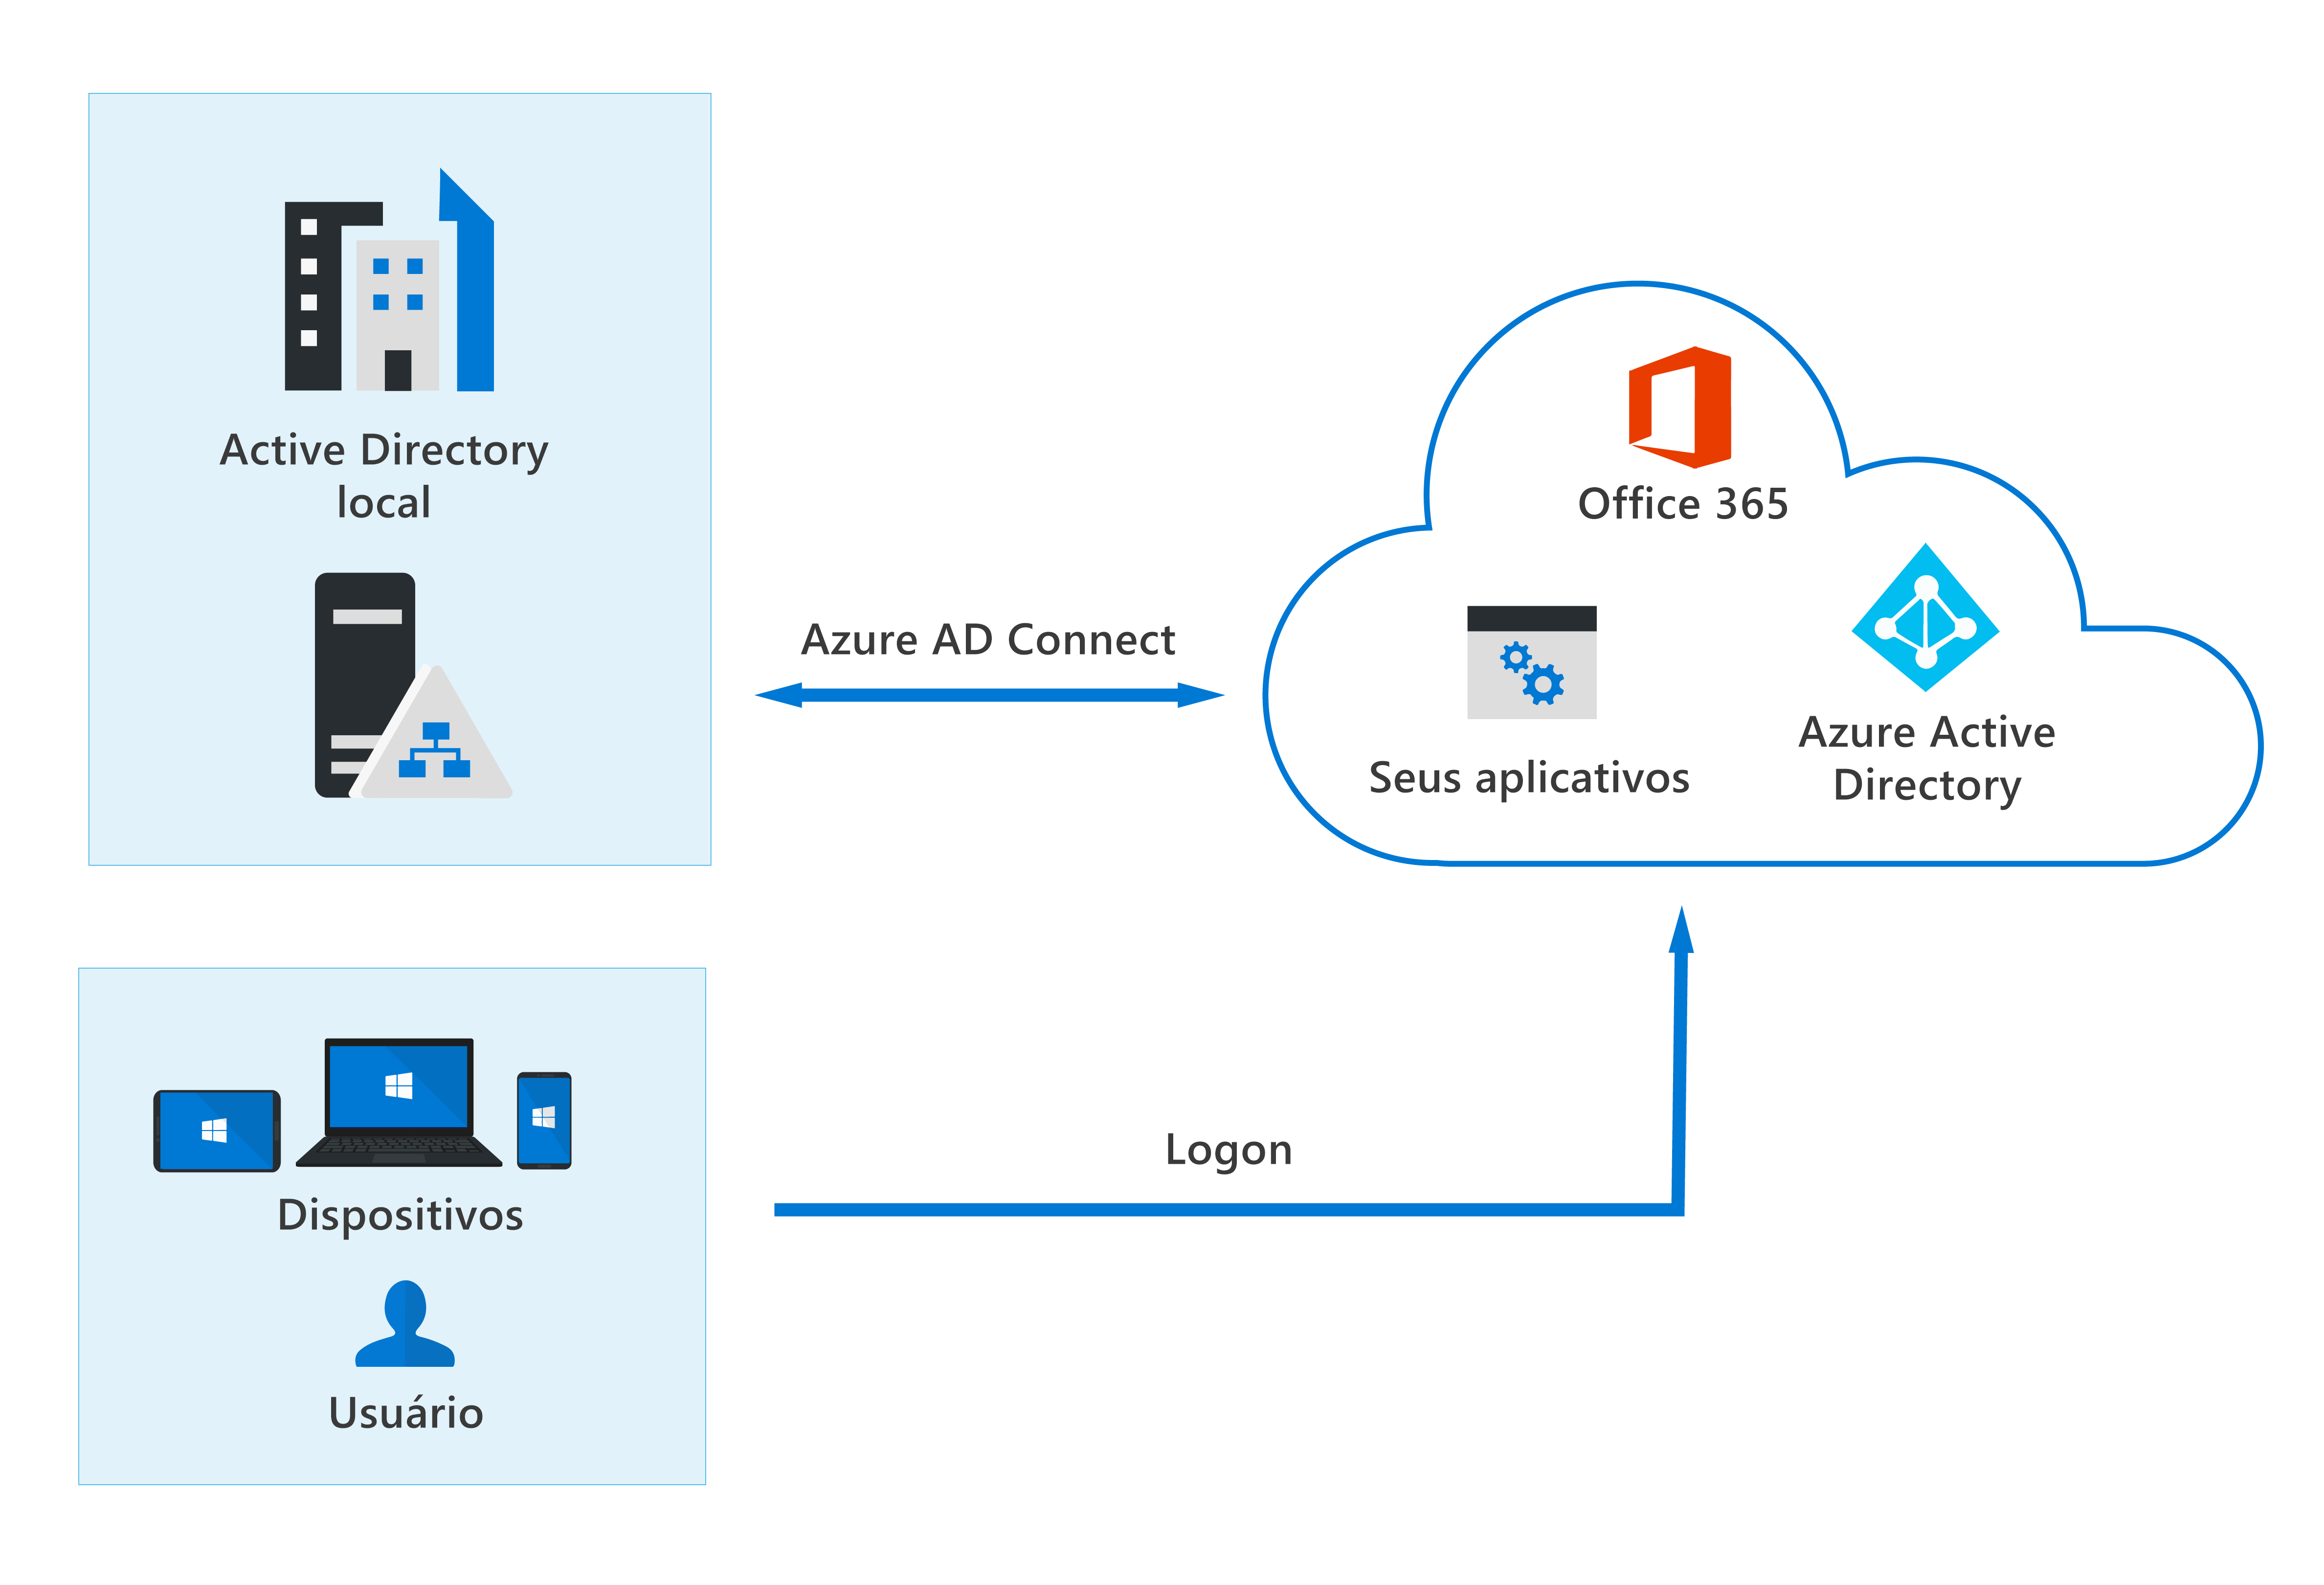 Active Directory
local
Azure AD Connect
Office 365
Seus aplicativos
Azure Active
Directory
Dispositivos
Usuário
Logon